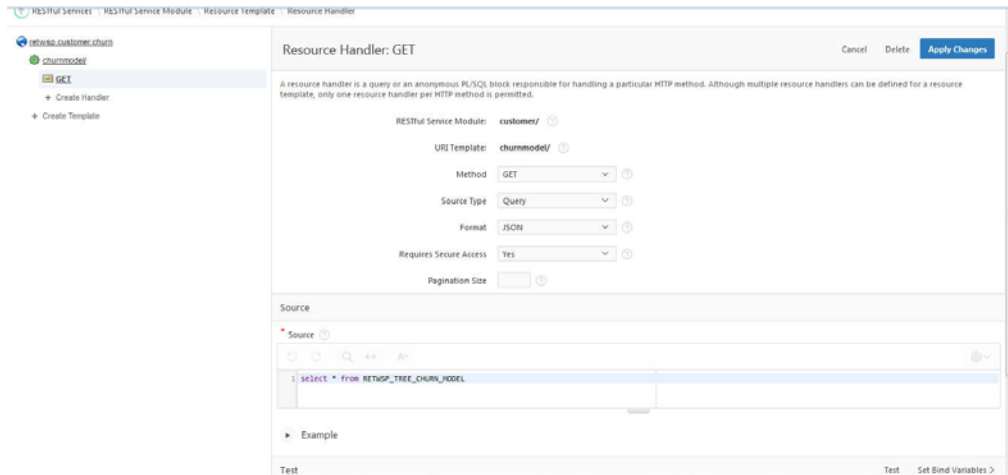 RESTful Services \ RESTful Service Module \ Resource Template \ Resource Handler
retwsp.customer.churn
churnmodel/
GET
+ Create Handler
+ Create Template
Resource Handler: GET
Cancel Delete Apply Changes
A resource handler is a query or an anonymous PL/SQL block responsible for handling a particular HTTP method. Although multiple resource handlers can be defined for a resource
template, only one resource handler per HTTP method is permitted.
RESTful Service Module: customer/
URI Template: churnmodel/
Method GET
Source Type Query
Format JSON
Requires Secure Access Yes
Pagination Size
Source
* Source
1 select * from RETWSP_TREE_CHURN_MODEL
Example
Test Test Set Bind Variables >